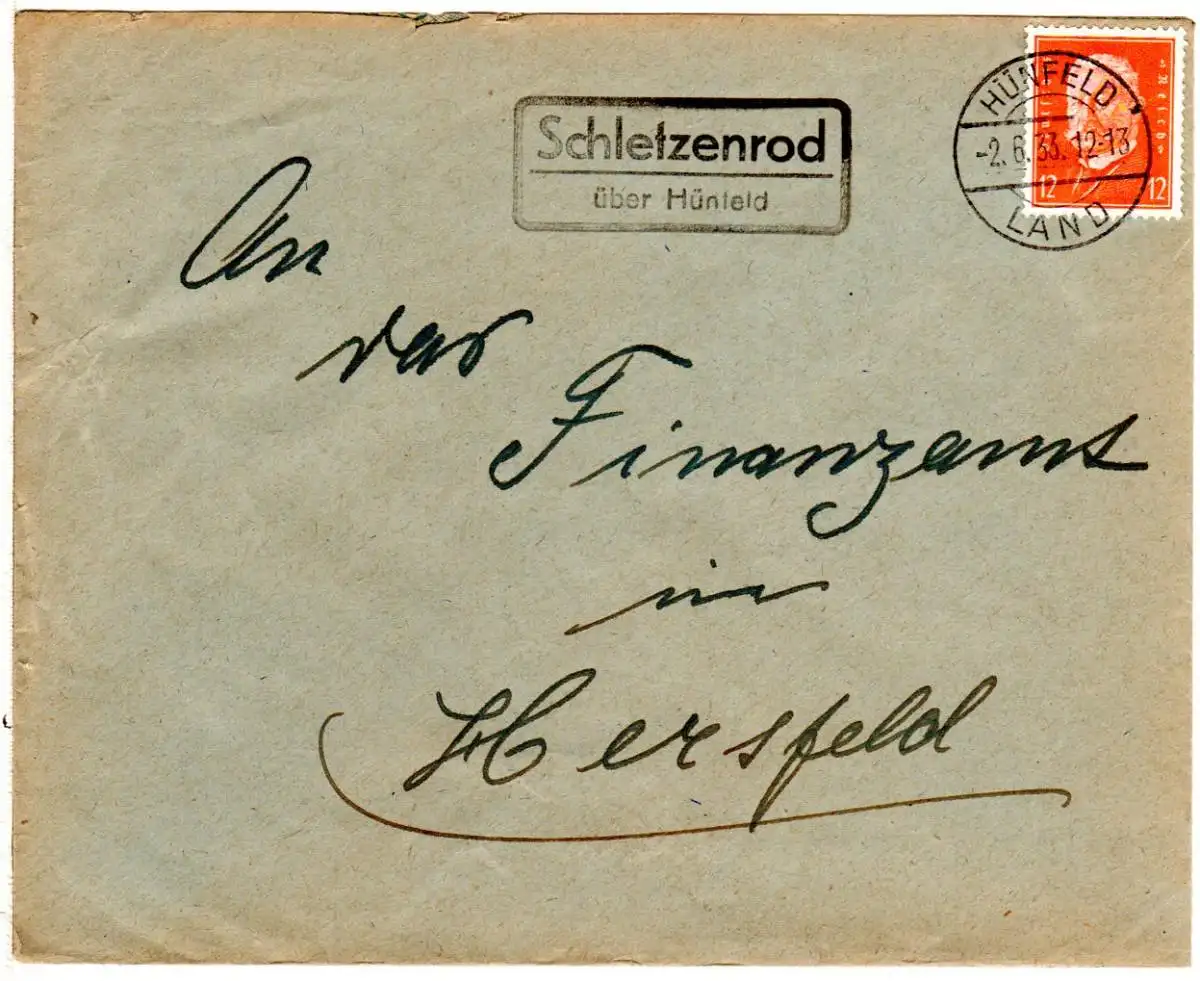 Schletzenrod
über Hünfeld
HÜNFELD
-2. 6. 33. 12-13
LAND
12 12
An
das
Finanzamt
in
Hersfeld